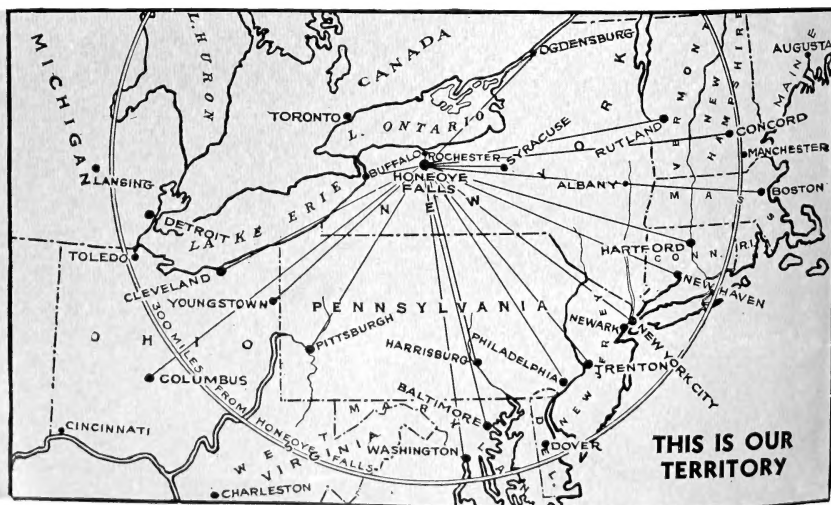 MICHIGAN
L. HURON
CANADA
OGDENSBURG
VERMONT
NEW HAMPSHIRE
MAINE
AUGUSTA
TORONTO
L. ONTARIO
YORK
SYRACUSE
RUTLAND
CONCORD
MANCHESTER
BUFFALO
ROCHESTER
HONEOYE
FALLS
LANSING
ALBANY
MASS
BOSTON
DETROIT
LAKE ERIE
NEW
HARTFORD
CONN.
R.I.
TOLEDO
CLEVELAND
NEW HAVEN
YOUNGSTOWN
PENNSYLVANIA
OHIO
PITTSBURGH
HARRISBURG
PHILADELPHIA
NEWARK
NEW JERSEY
NEW YORK CITY
TRENTON
COLUMBUS
300 MILES FROM HONEOYE FALLS
BALTIMORE
MARYLAND
CINCINNATI
WEST
VIRGINIA
WASHINGTON
DOVER
DEL
CHARLESTON
THIS IS OUR
TERRITORY